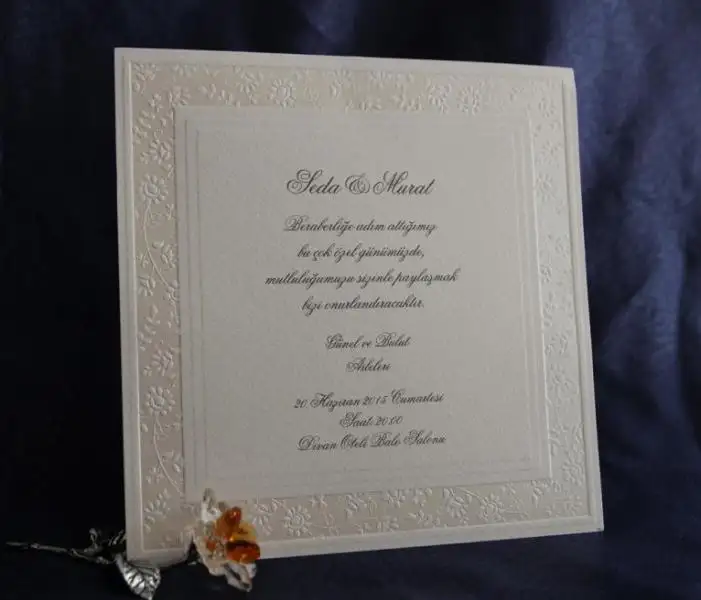 Seda & Murat
Beraberliğe adım attığımız
bu çok özel günümüzde,
mutluluğumuzu sizinle paylaşmak
bizi onurlandıracaktır.
Günel ve Bulut
Aileleri
20 Haziran 2015 Cumartesi
Saat 20:00
Divan Oteli Balo Salonu